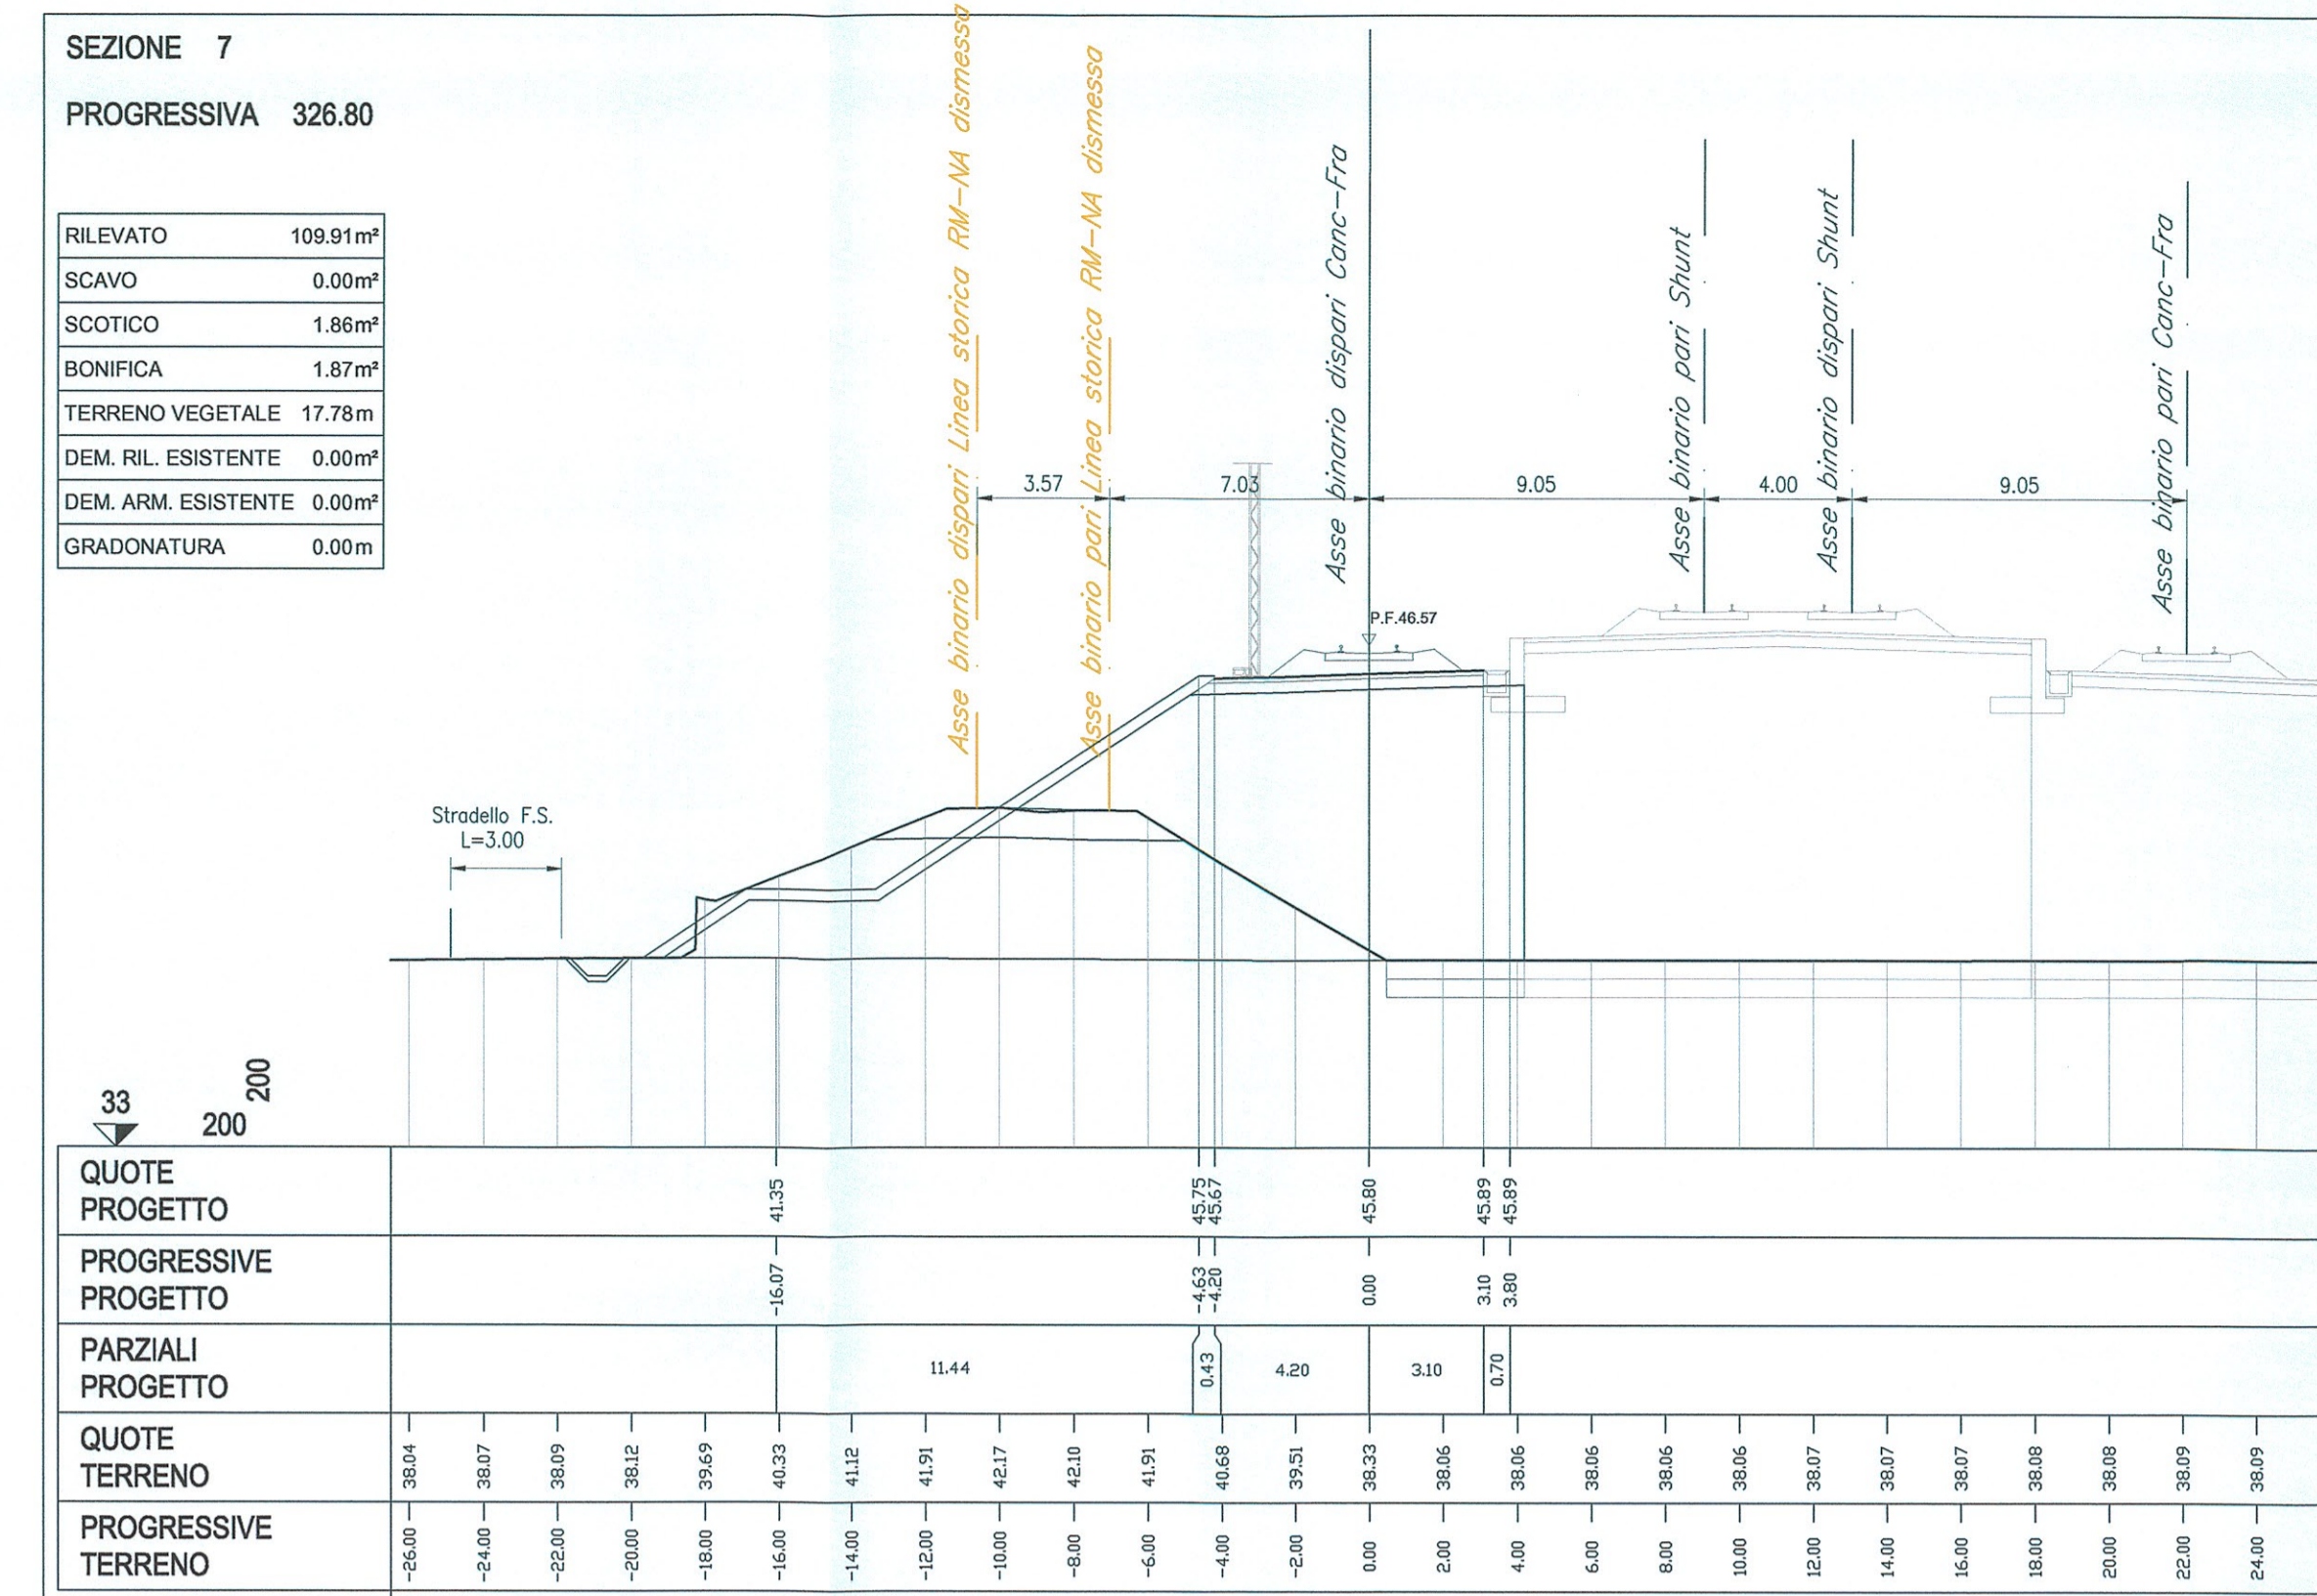 SEZIONE 7
PROGRESSIVA 326.80
RILEVATO 109.91m²
SCAVO 0.00m²
SCOTICO 1.86m²
BONIFICA 1.87m²
TERRENO VEGETALE 17.78m
DEM. RIL. ESISTENTE 0.00m²
DEM. ARM. ESISTENTE 0.00m²
GRADONATURA 0.00m
Asse binario dispari Linea storica RM-NA dismessa
Asse binario pari Linea storica RM-NA dismessa
Asse binario dispari Canc-Fra
Asse binario pari Shunt
Asse binario dispari Shunt
Asse binario pari Canc-Fra
3.57 7.03 9.05 4.00 9.05
P.F.46.57
Stradello F.S.
L=3.00
33
200
200
QUOTE
PROGETTO
41.35 45.75 45.67 45.80 45.89 45.89
PROGRESSIVE
PROGETTO
-16.07 -4.63 -4.20 0.00 3.10 3.80
PARZIALI
PROGETTO
11.44 0.43 4.20 3.10 0.70
QUOTE
TERRENO
38.04 38.07 38.09 38.12 39.69 40.33 41.12 41.91 42.17 42.10 41.91 40.68 39.51 38.33 38.06 38.06 38.06 38.06 38.06 38.07 38.07 38.07 38.08 38.08 38.09 38.09
PROGRESSIVE
TERRENO
-26.00 -24.00 -22.00 -20.00 -18.00 -16.00 -14.00 -12.00 -10.00 -8.00 -6.00 -4.00 -2.00 0.00 2.00 4.00 6.00 8.00 10.00 12.00 14.00 16.00 18.00 20.00 22.00 24.00